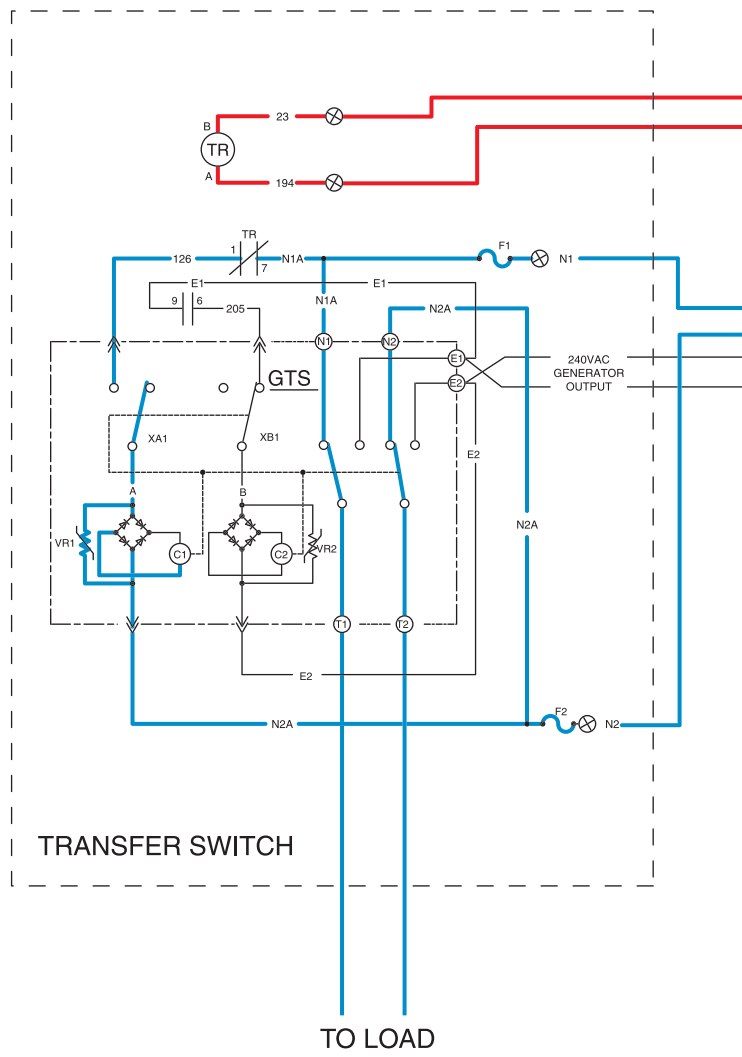 23
B
TR
A
194
TR
1
7
126
N1A
F1
N1
E1
E1
9
6
205
N1A
N2A
N1
N2
E1
E2
240VAC
GENERATOR
OUTPUT
GTS
XA1
XB1
E2
A
B
N2A
VR1
C1
C2
VR2
T1
T2
E2
N2A
F2
N2
TRANSFER SWITCH
TO LOAD